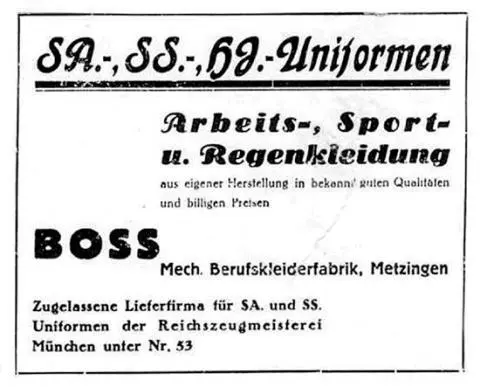 SA.-, SS.-, HJ.-Uniformen
Arbeits-, Sport-
u. Regenkleidung
aus eigener Herstellung in bekannt guten Qualitäten
und billigen Preisen
BOSS
Mech. Berufskleiderfabrik, Metzingen
Zugelassene Lieferfirma für SA. und SS.
Uniformen der Reichszeugmeisterei
München unter Nr. 53